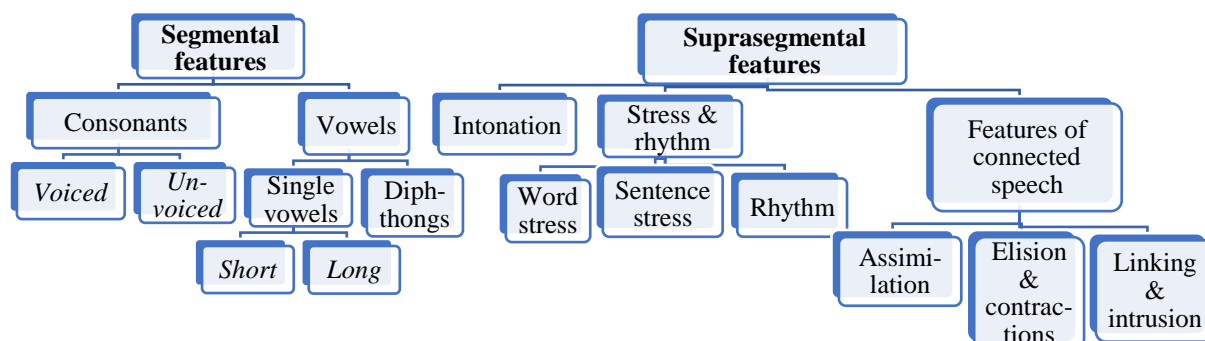 Segmental
features
Consonants
Vowels
Voiced
Un-
voiced
Single
vowels
Diph-
thongs
Short
Long
Suprasegmental
features
Intonation
Stress &
rhythm
Features of
connected
speech
Word
stress
Sentence
stress
Rhythm
Assimi-
lation
Elision
&
contrac-
tions
Linking
&
intrusion